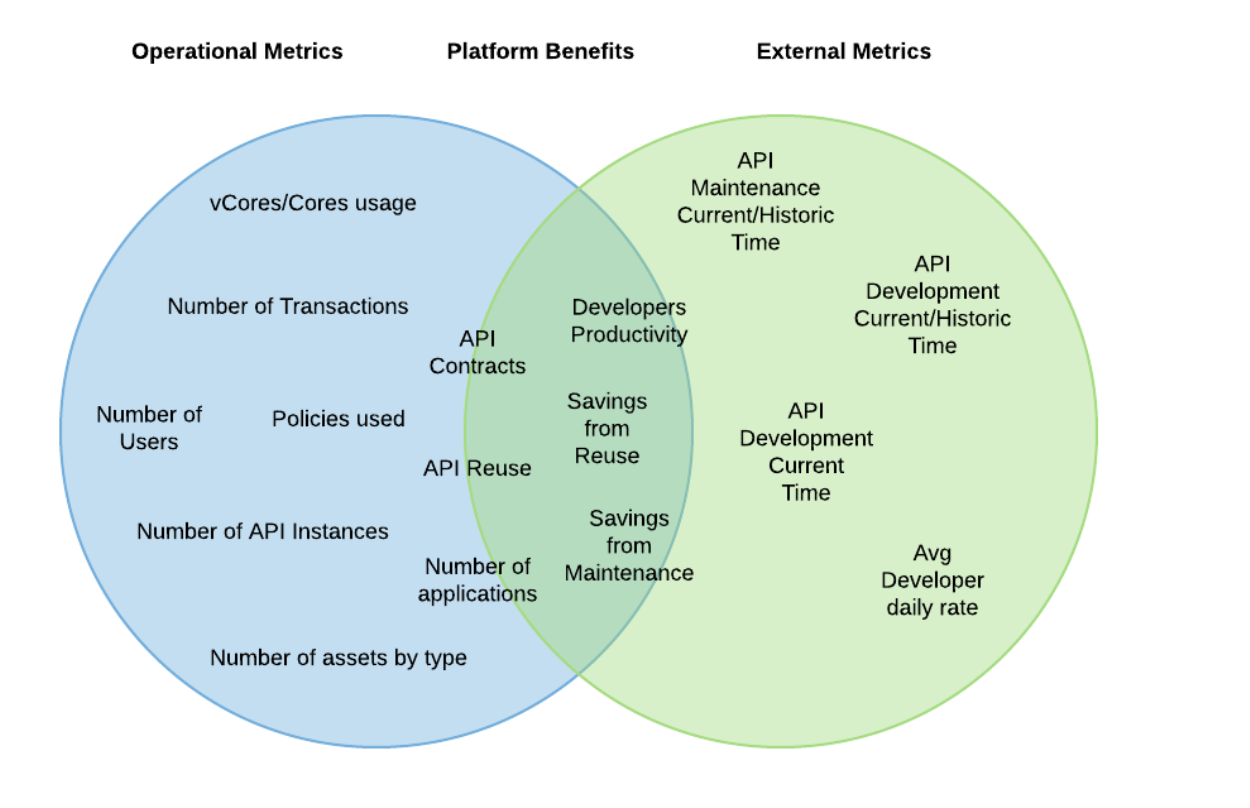 Operational Metrics
Platform Benefits
External Metrics
vCores/Cores usage
Number of Transactions
Number of
Users
Policies used
Number of API Instances
Number of assets by type
API
Contracts
API Reuse
Number of
applications
Developers
Productivity
Savings
from
Reuse
Savings
from
Maintenance
API
Maintenance
Current/Historic
Time
API
Development
Current/Historic
Time
API
Development
Current
Time
Avg
Developer
daily rate